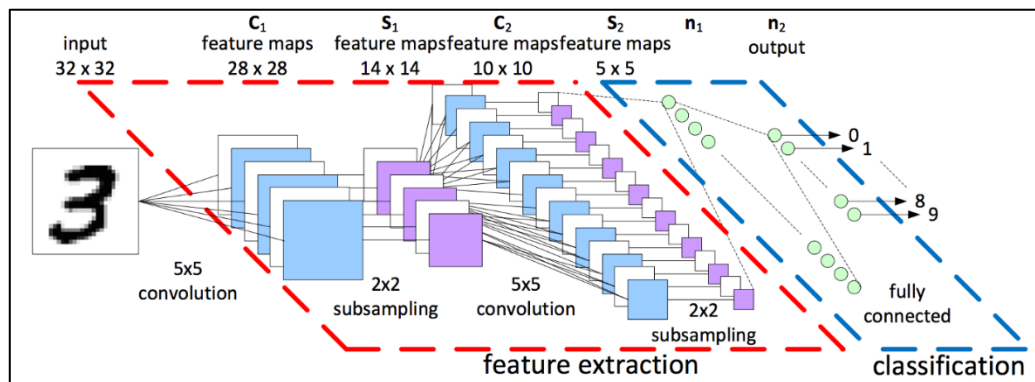 C1 S1 C2 S2 n1 n2
input feature maps feature maps feature maps feature maps output
32 x 32 28 x 28 14 x 14 10 x 10 5 x 5
0
1
8
9
5x5
convolution
2x2
subsampling
5x5
convolution
2x2
subsampling
fully
connected
feature extraction
classification